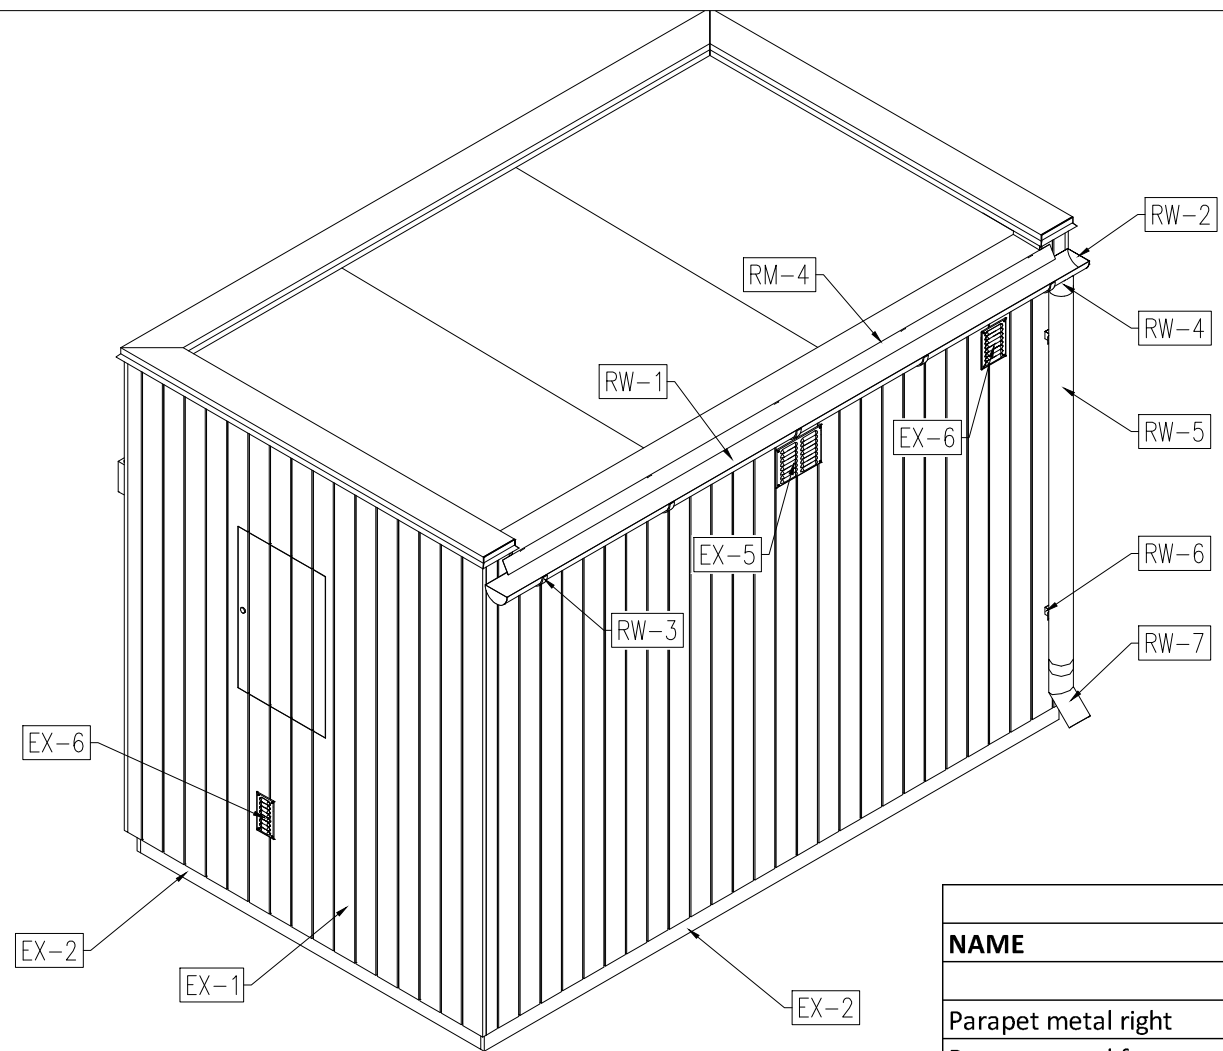 RW-2
RM-4
RW-4
RW-1
EX-6
RW-5
EX-5
RW-6
RW-3
RW-7
EX-6
EX-2
EX-1
EX-2
NAME
Parapet metal right